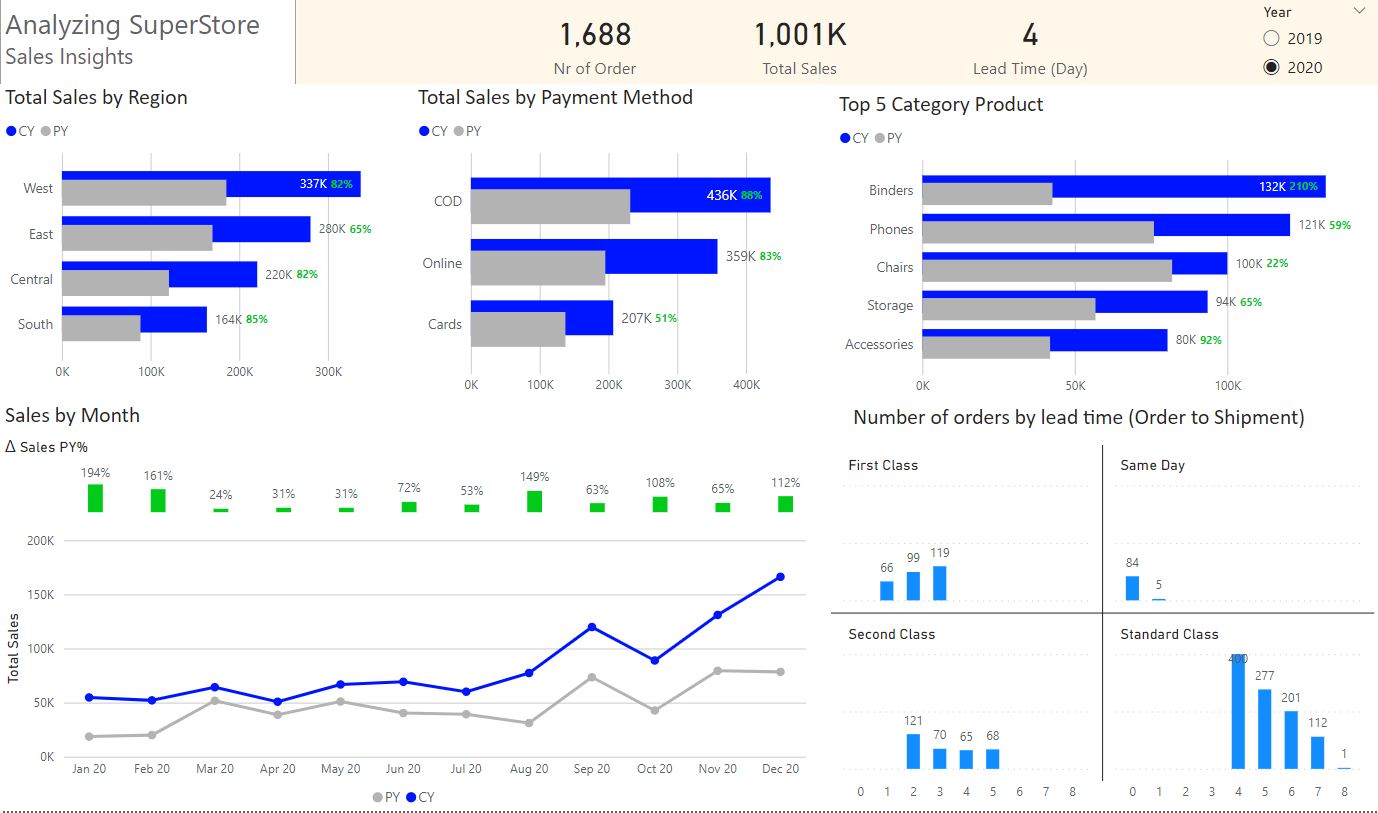 Analyzing SuperStore
Sales Insights
1,688
Nr of Order
1,001K
Total Sales
4
Lead Time (Day)
Year
2019
2020
Total Sales by Region
CY PY
West 337K 82%
East 280K 65%
Central 220K 82%
South 164K 85%
0K 100K 200K 300K
Total Sales by Payment Method
CY PY
COD 436K 88%
Online 359K 83%
Cards 207K 51%
0K 100K 200K 300K 400K
Top 5 Category Product
CY PY
Binders 132K 210%
Phones 121K 59%
Chairs 100K 22%
Storage 94K 65%
Accessories 80K 92%
0K 50K 100K
Sales by Month
Δ Sales PY%
194% 161% 24% 31% 31% 72% 53% 149% 63% 108% 65% 112%
200K
150K
100K
50K
0K
Total Sales
Jan 20 Feb 20 Mar 20 Apr 20 May 20 Jun 20 Jul 20 Aug 20 Sep 20 Oct 20 Nov 20 Dec 20
PY CY
Number of orders by lead time (Order to Shipment)
First Class
66 99 119
Same Day
84 5
Second Class
121 70 65 68
0 1 2 3 4 5 6 7 8
Standard Class
400 277 201 112 1
0 1 2 3 4 5 6 7 8